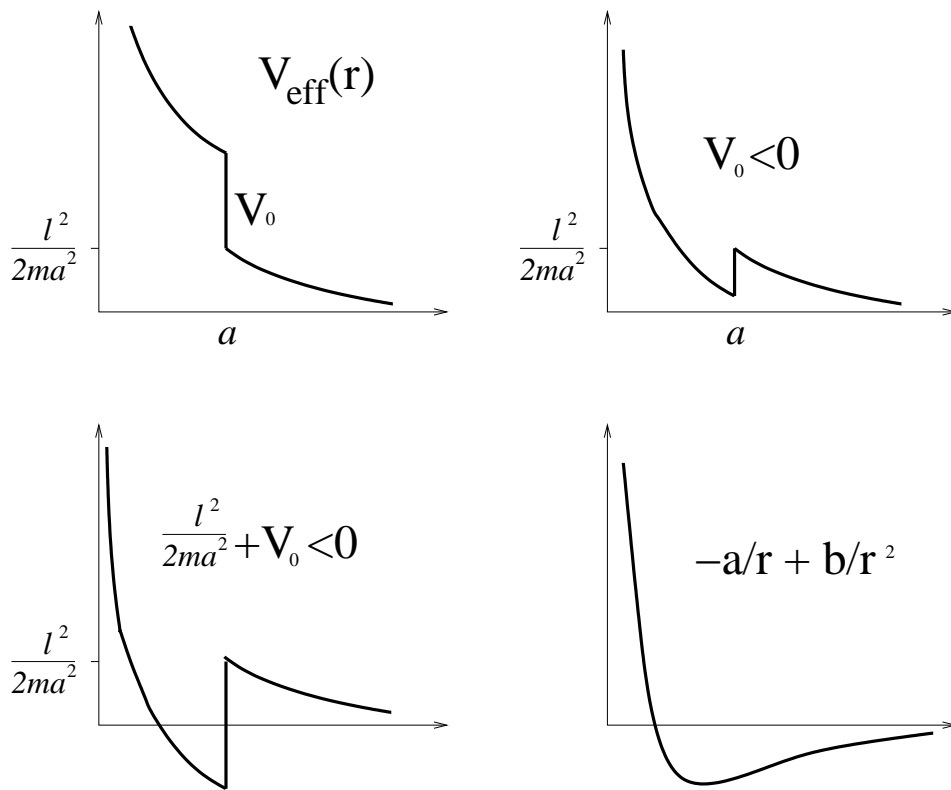 V_eff(r)
V₀
l²/2ma²
a
V₀<0
l²/2ma²
a
l²/2ma² + V₀ <0
l²/2ma²
−a/r + b/r²